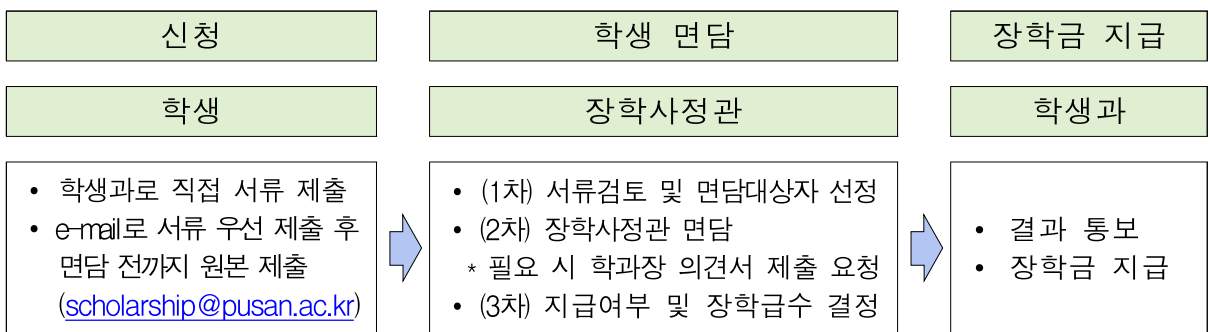 신청
학생 면담
장학금 지급
학생
장학사정관
학생과
• 학생과로 직접 서류 제출
• e-mail로 서류 우선 제출 후
면담 전까지 원본 제출
(scholarship@pusan.ac.kr)
• (1차) 서류검토 및 면담대상자 선정
• (2차) 장학사정관 면담
* 필요 시 학과장 의견서 제출 요청
• (3차) 지급여부 및 장학급수 결정
• 결과 통보
• 장학금 지급